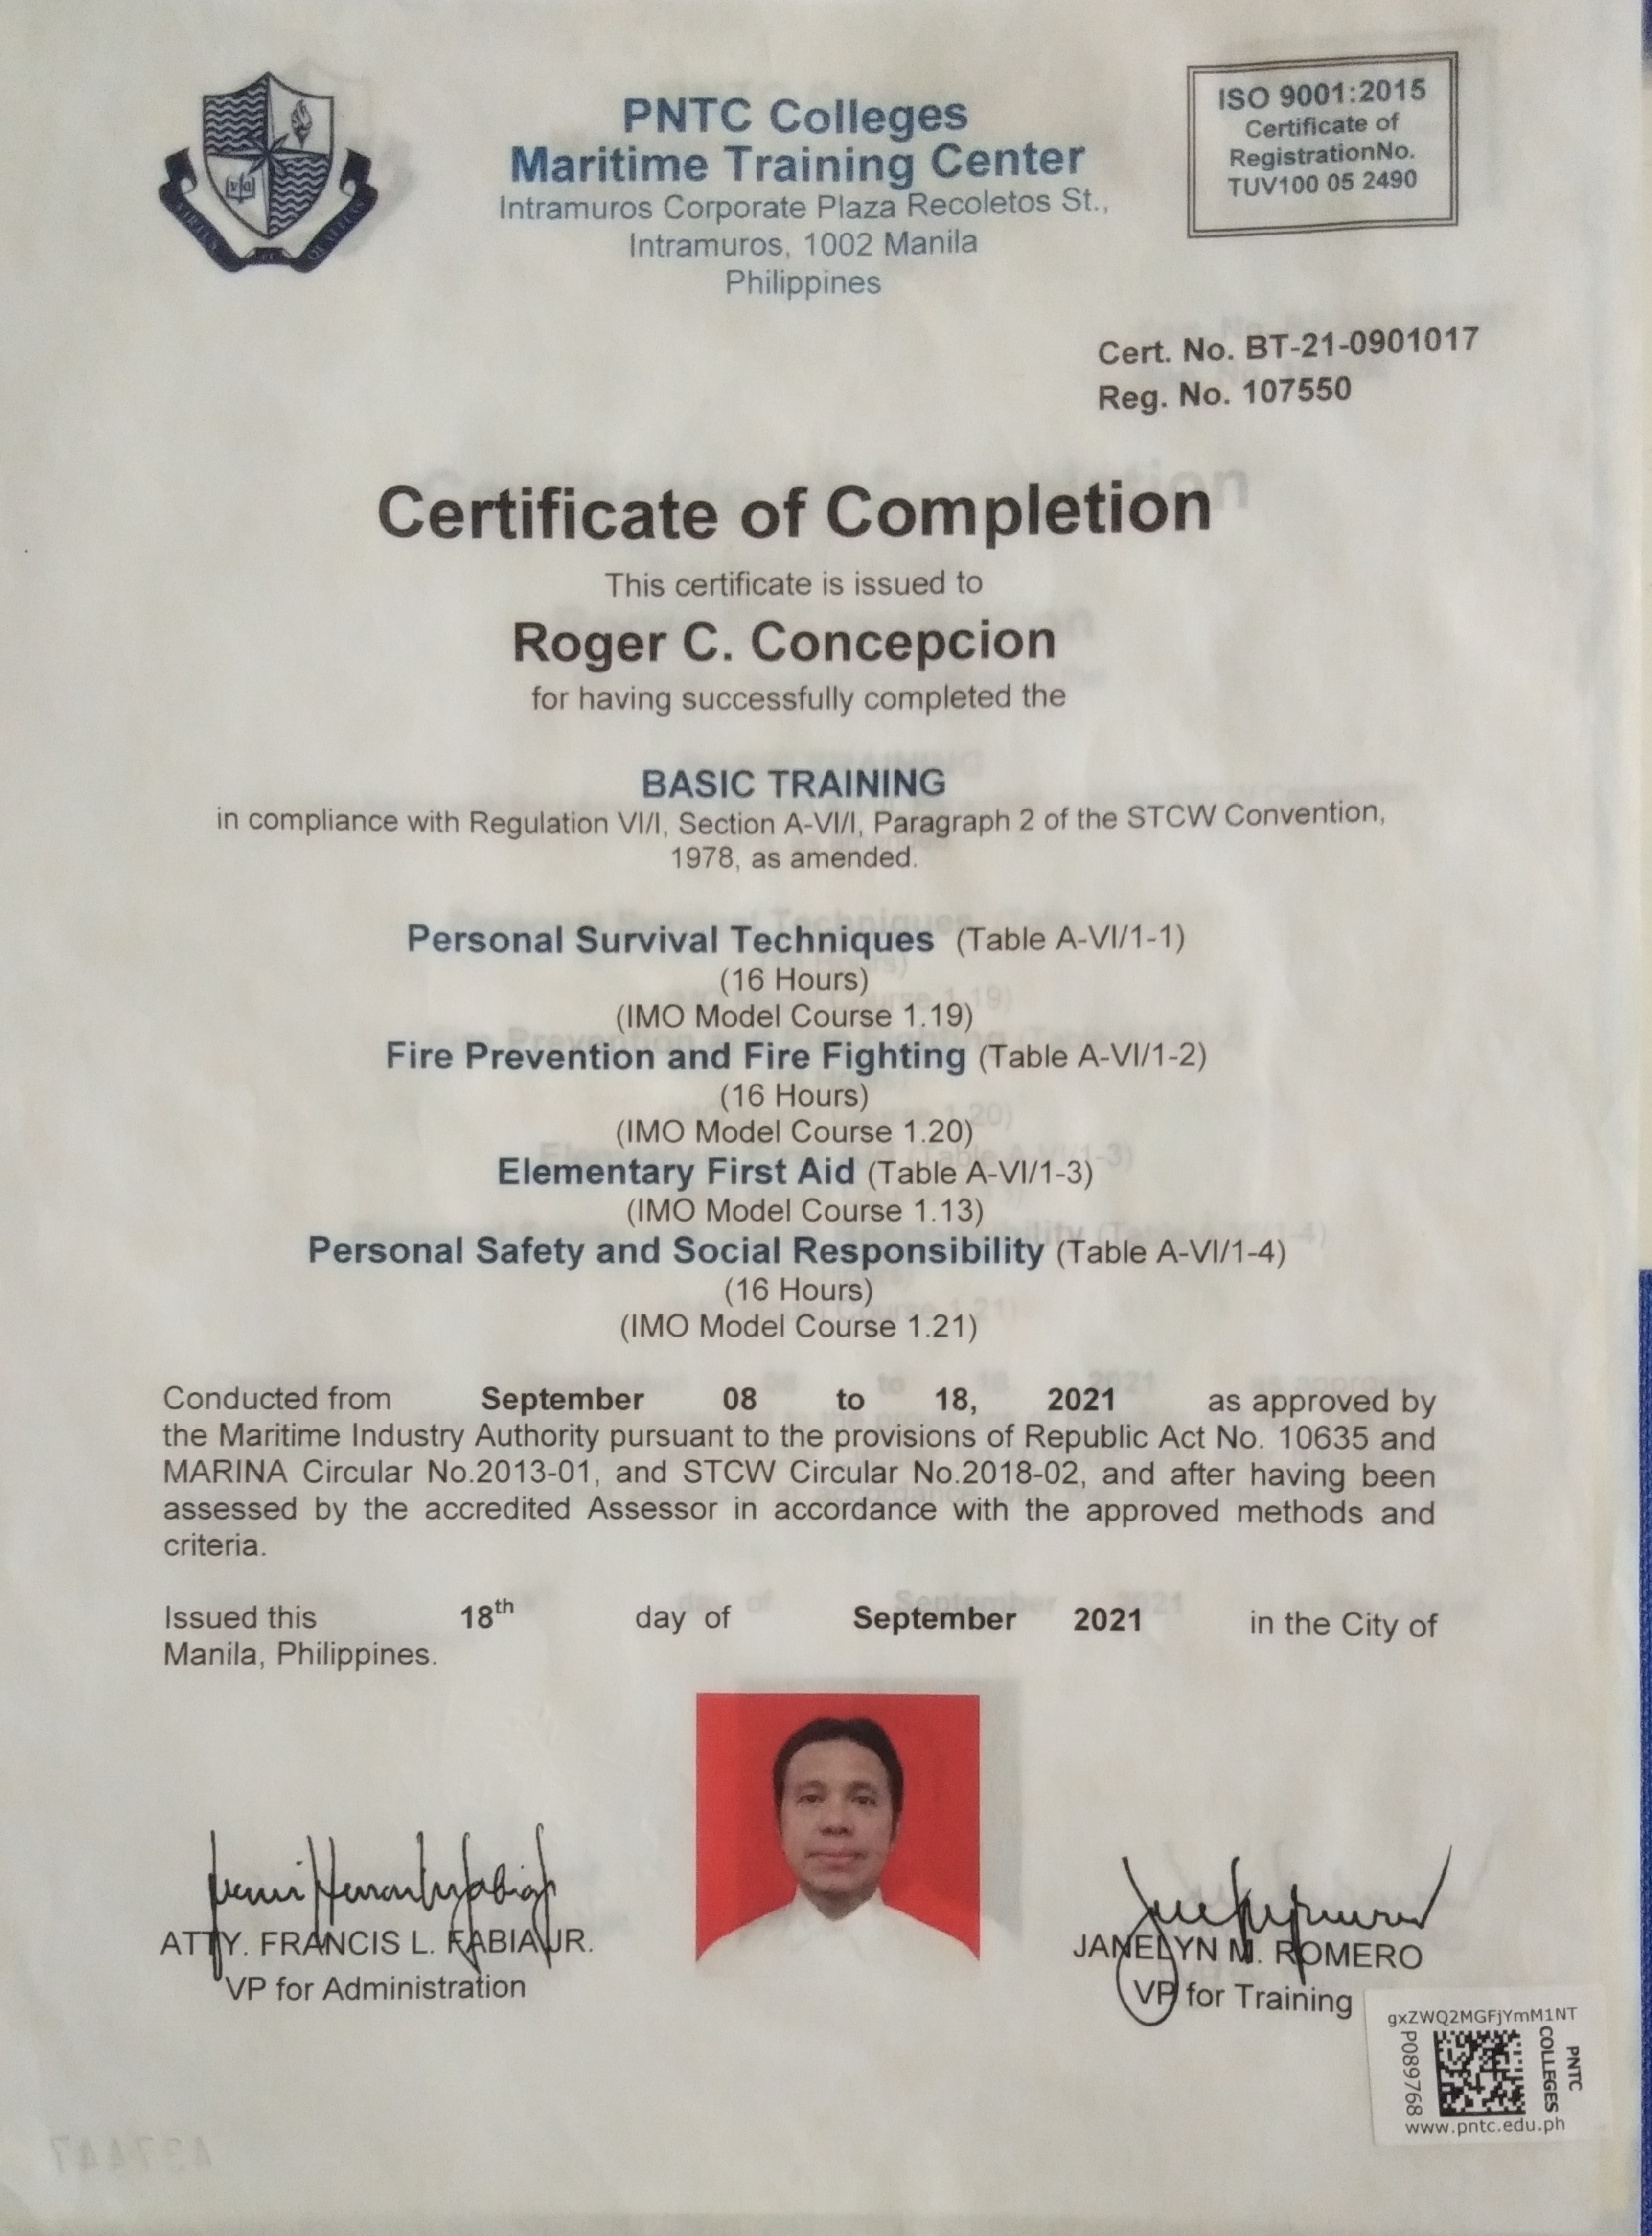 PNTC Colleges
Maritime Training Center
Intramuros Corporate Plaza Recoletos St.,
Intramuros, 1002 Manila
Philippines
ISO 9001:2015
Certificate of
RegistrationNo.
TUV100 05 2490
Cert. No. BT-21-0901017
Reg. No. 107550
Certificate of Completion
This certificate is issued to
Roger C. Concepcion
for having successfully completed the
BASIC TRAINING
in compliance with Regulation VI/I, Section A-VI/I, Paragraph 2 of the STCW Convention,
1978, as amended.
Personal Survival Techniques (Table A-VI/1-1)
(16 Hours)
(IMO Model Course 1.19)
Fire Prevention and Fire Fighting (Table A-VI/1-2)
(16 Hours)
(IMO Model Course 1.20)
Elementary First Aid (Table A-VI/1-3)
(IMO Model Course 1.13)
Personal Safety and Social Responsibility (Table A-VI/1-4)
(16 Hours)
(IMO Model Course 1.21)
Conducted from September 08 to 18, 2021 as approved by
the Maritime Industry Authority pursuant to the provisions of Republic Act No. 10635 and
MARINA Circular No.2013-01, and STCW Circular No.2018-02, and after having been
assessed by the accredited Assessor in accordance with the approved methods and
criteria.
Issued this 18th day of September 2021 in the City of
Manila, Philippines.
ATTY. FRANCIS L. FABIA JR.
VP for Administration
JANELYN M. ROMERO
VP for Training
gxZWQ2MGFjYmM1NT
P089768
PNTC
COLLEGES
www.pntc.edu.ph